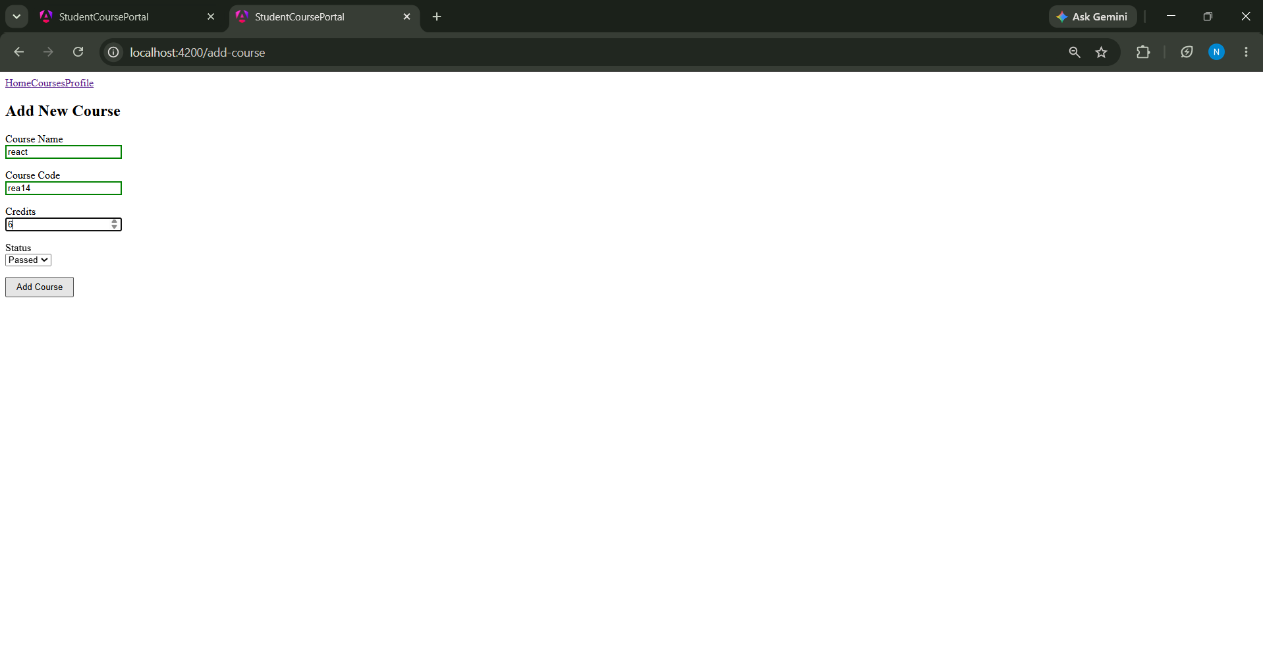 StudentCoursePortal
StudentCoursePortal
Ask Gemini
localhost:4200/add-course
N
HomeCoursesProfile
Add New Course
Course Name
react
Course Code
rea14
Credits
6
Status
Passed
Add Course